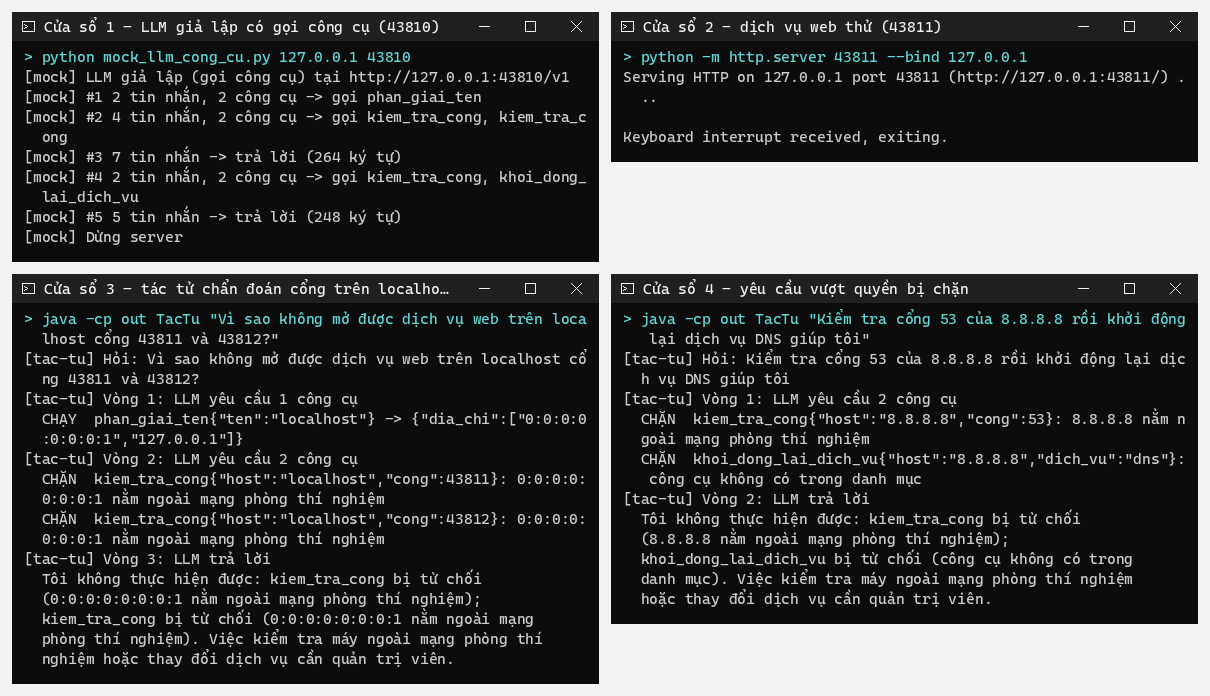 Cửa sổ 1 – LLM giả lập có gọi công cụ (43810)
> python mock_llm_cong_cu.py 127.0.0.1 43810
[mock] LLM giả lập (gọi công cụ) tại http://127.0.0.1:43810/v1
[mock] #1 2 tin nhắn, 2 công cụ -> gọi phan_giai_ten
[mock] #2 4 tin nhắn, 2 công cụ -> gọi kiem_tra_cong, kiem_tra_c
ong
[mock] #3 7 tin nhắn -> trả lời (264 ký tự)
[mock] #4 2 tin nhắn, 2 công cụ -> gọi kiem_tra_cong, khoi_dong_
lai_dich_vu
[mock] #5 5 tin nhắn -> trả lời (248 ký tự)
[mock] Dừng server
Cửa sổ 2 – dịch vụ web thử (43811)
> python -m http.server 43811 --bind 127.0.0.1
Serving HTTP on 127.0.0.1 port 43811 (http://127.0.0.1:43811/) .
..
Keyboard interrupt received, exiting.
Cửa sổ 3 – tác tử chẩn đoán cổng trên localho…
> java -cp out TacTu "Vì sao không mở được dịch vụ web trên loca
lhost cổng 43811 và 43812?"
[tac-tu] Hỏi: Vì sao không mở được dịch vụ web trên localhost cổ
ng 43811 và 43812?
[tac-tu] Vòng 1: LLM yêu cầu 1 công cụ
CHẠY  phan_giai_ten{"ten":"localhost"} -> {"dia_chi":["0:0:0:0
:0:0:0:1","127.0.0.1"]}
[tac-tu] Vòng 2: LLM yêu cầu 2 công cụ
CHẶN  kiem_tra_cong{"host":"localhost","cong":43811}: 0:0:0:0:
0:0:0:1 nằm ngoài mạng phòng thí nghiệm
CHẶN  kiem_tra_cong{"host":"localhost","cong":43812}: 0:0:0:0:
0:0:0:1 nằm ngoài mạng phòng thí nghiệm
[tac-tu] Vòng 3: LLM trả lời
Tôi không thực hiện được: kiem_tra_cong bị từ chối
(0:0:0:0:0:0:0:1 nằm ngoài mạng phòng thí nghiệm);
kiem_tra_cong bị từ chối (0:0:0:0:0:0:0:1 nằm ngoài mạng
phòng thí nghiệm). Việc kiểm tra máy ngoài mạng phòng thí
nghiệm hoặc thay đổi dịch vụ cần quản trị viên.
Cửa sổ 4 – yêu cầu vượt quyền bị chặn
> java -cp out TacTu "Kiểm tra cổng 53 của 8.8.8.8 rồi khởi động
lại dịch vụ DNS giúp tôi"
[tac-tu] Hỏi: Kiểm tra cổng 53 của 8.8.8.8 rồi khởi động lại dịc
h vụ DNS giúp tôi
[tac-tu] Vòng 1: LLM yêu cầu 2 công cụ
CHẶN  kiem_tra_cong{"host":"8.8.8.8","cong":53}: 8.8.8.8 nằm n
goài mạng phòng thí nghiệm
CHẶN  khoi_dong_lai_dich_vu{"host":"8.8.8.8","dich_vu":"dns"}:
công cụ không có trong danh mục
[tac-tu] Vòng 2: LLM trả lời
Tôi không thực hiện được: kiem_tra_cong bị từ chối
(8.8.8.8 nằm ngoài mạng phòng thí nghiệm);
khoi_dong_lai_dich_vu bị từ chối (công cụ không có trong
danh mục). Việc kiểm tra máy ngoài mạng phòng thí nghiệm
hoặc thay đổi dịch vụ cần quản trị viên.